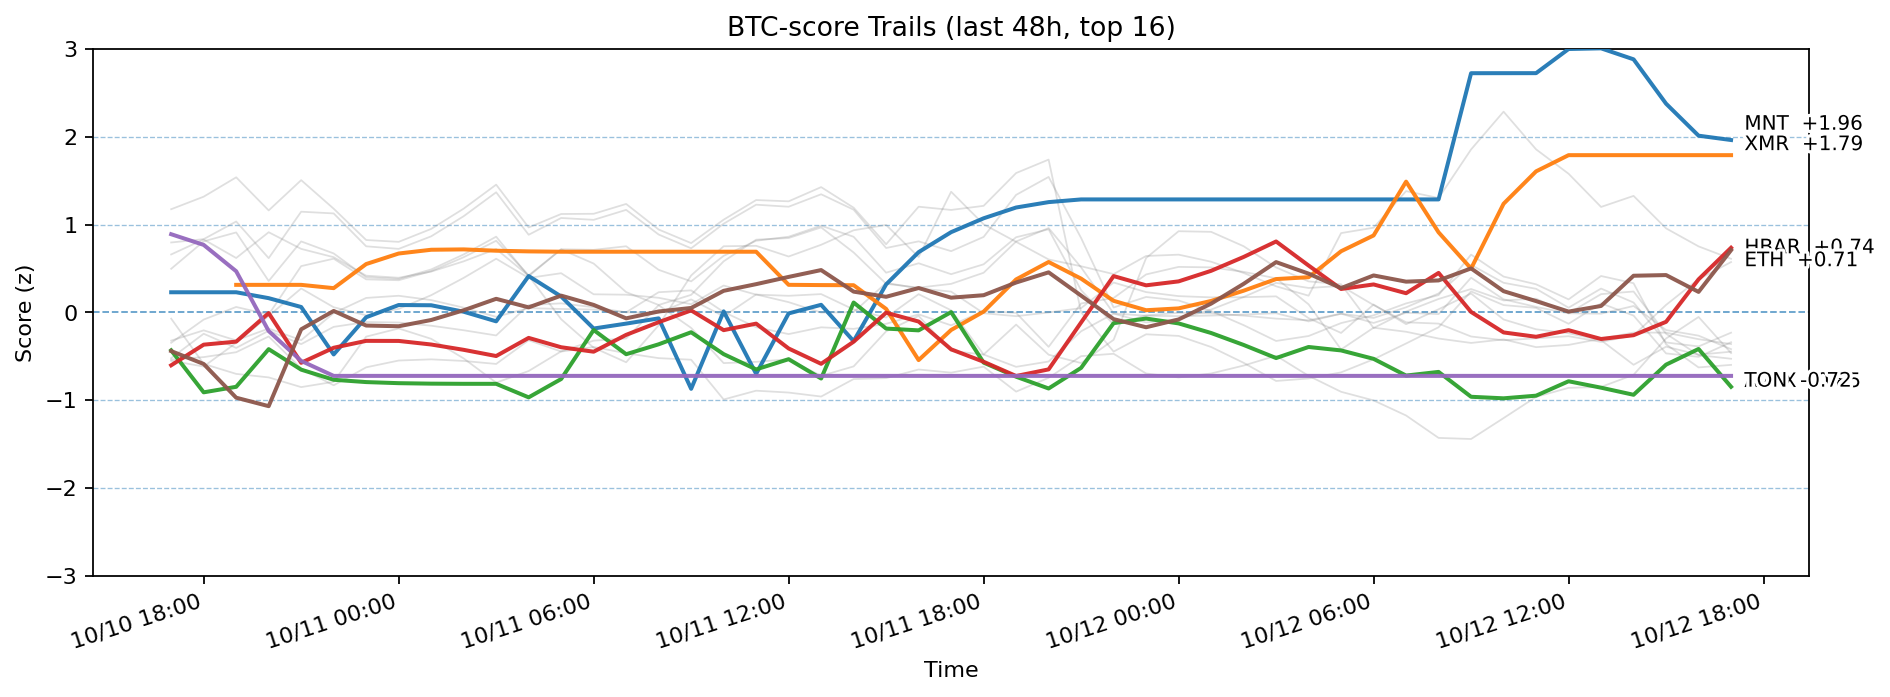 BTC-score Trails (last 48h, top 16)
Score (z)
3
2
1
0
−1
−2
−3
MNT +1.96
XMR +1.79
HBAR +0.74
ETH +0.71
10/10 18:00
10/11 00:00
10/11 06:00
10/11 12:00
10/11 18:00
10/12 00:00
10/12 06:00
10/12 12:00
10/12 18:00
Time